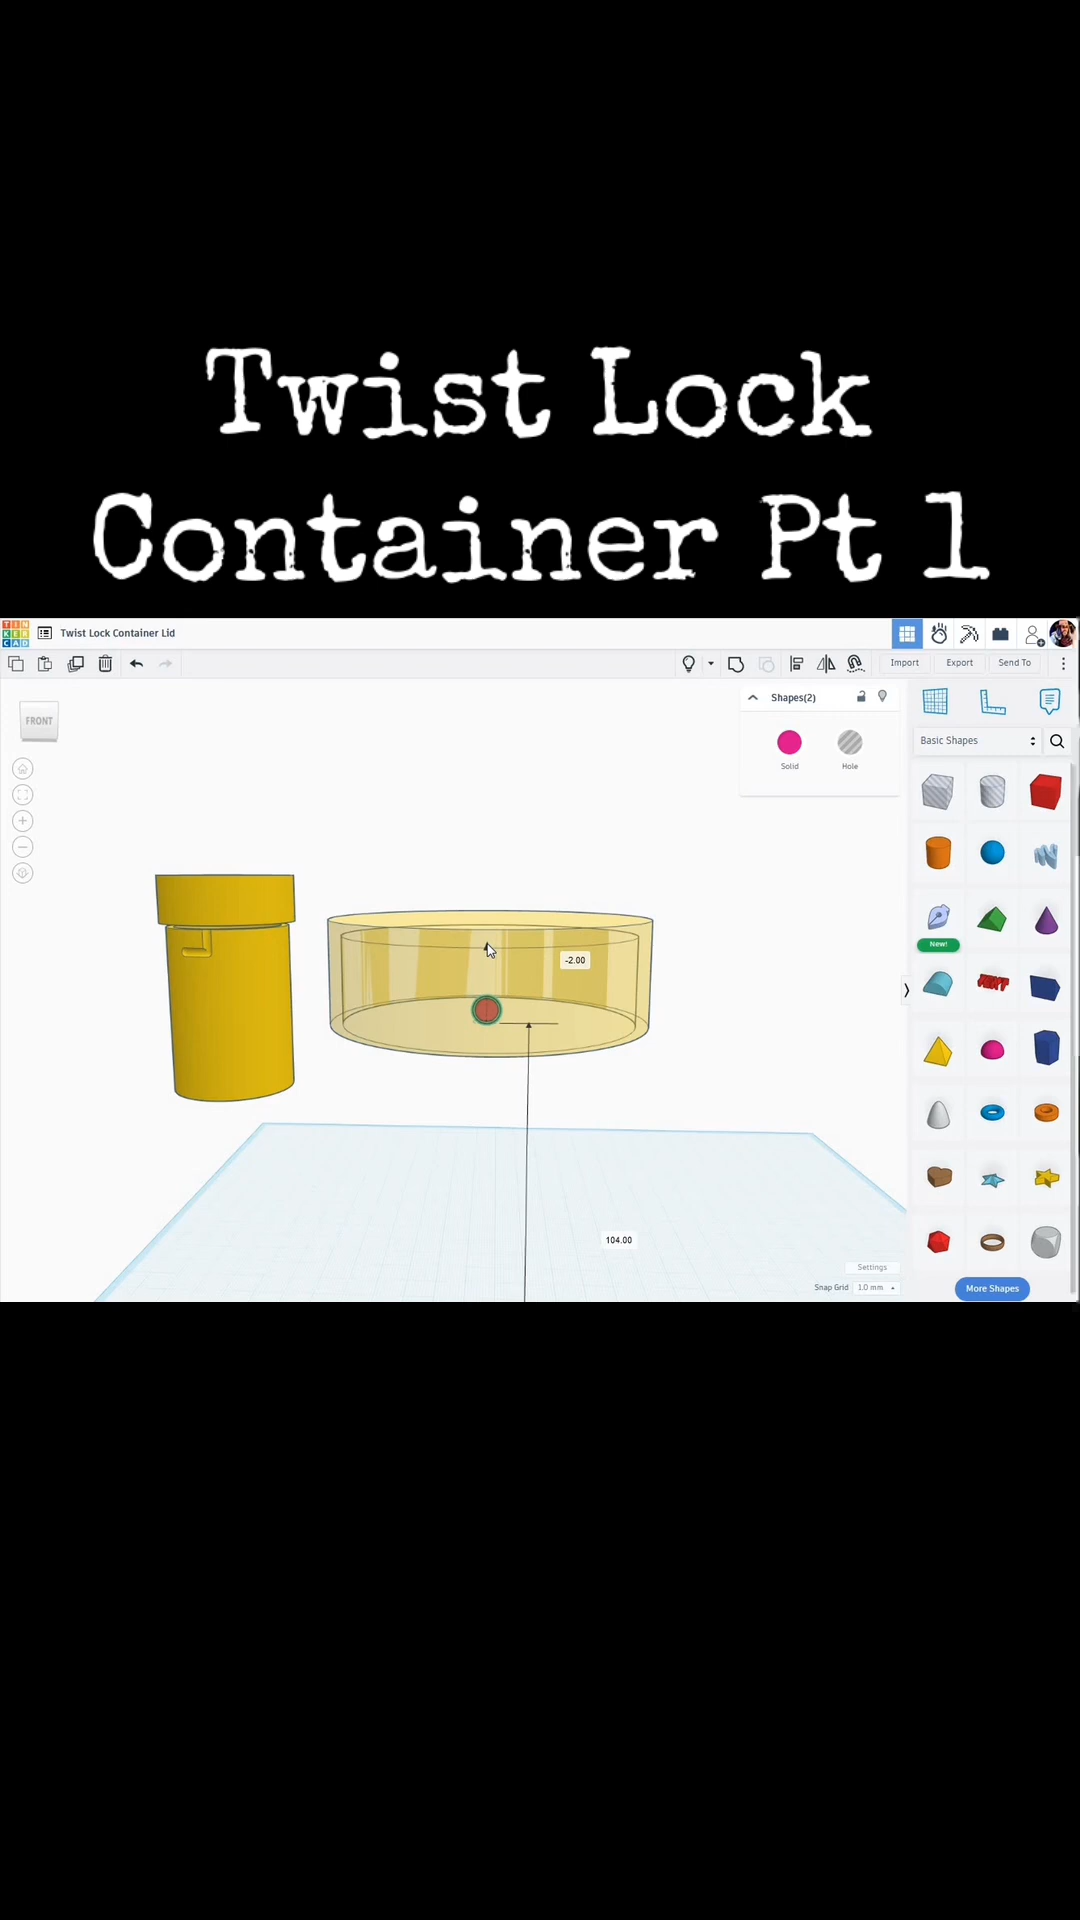 Twist Lock
Container Pt 1
TIN
KER
CAD
Twist Lock Container Lid
Import
Export
Send To
FRONT
Shapes(2)
Solid
Hole
Basic Shapes
New!
TEXT
-2.00
104.00
Settings
Snap Grid 1.0 mm
More Shapes